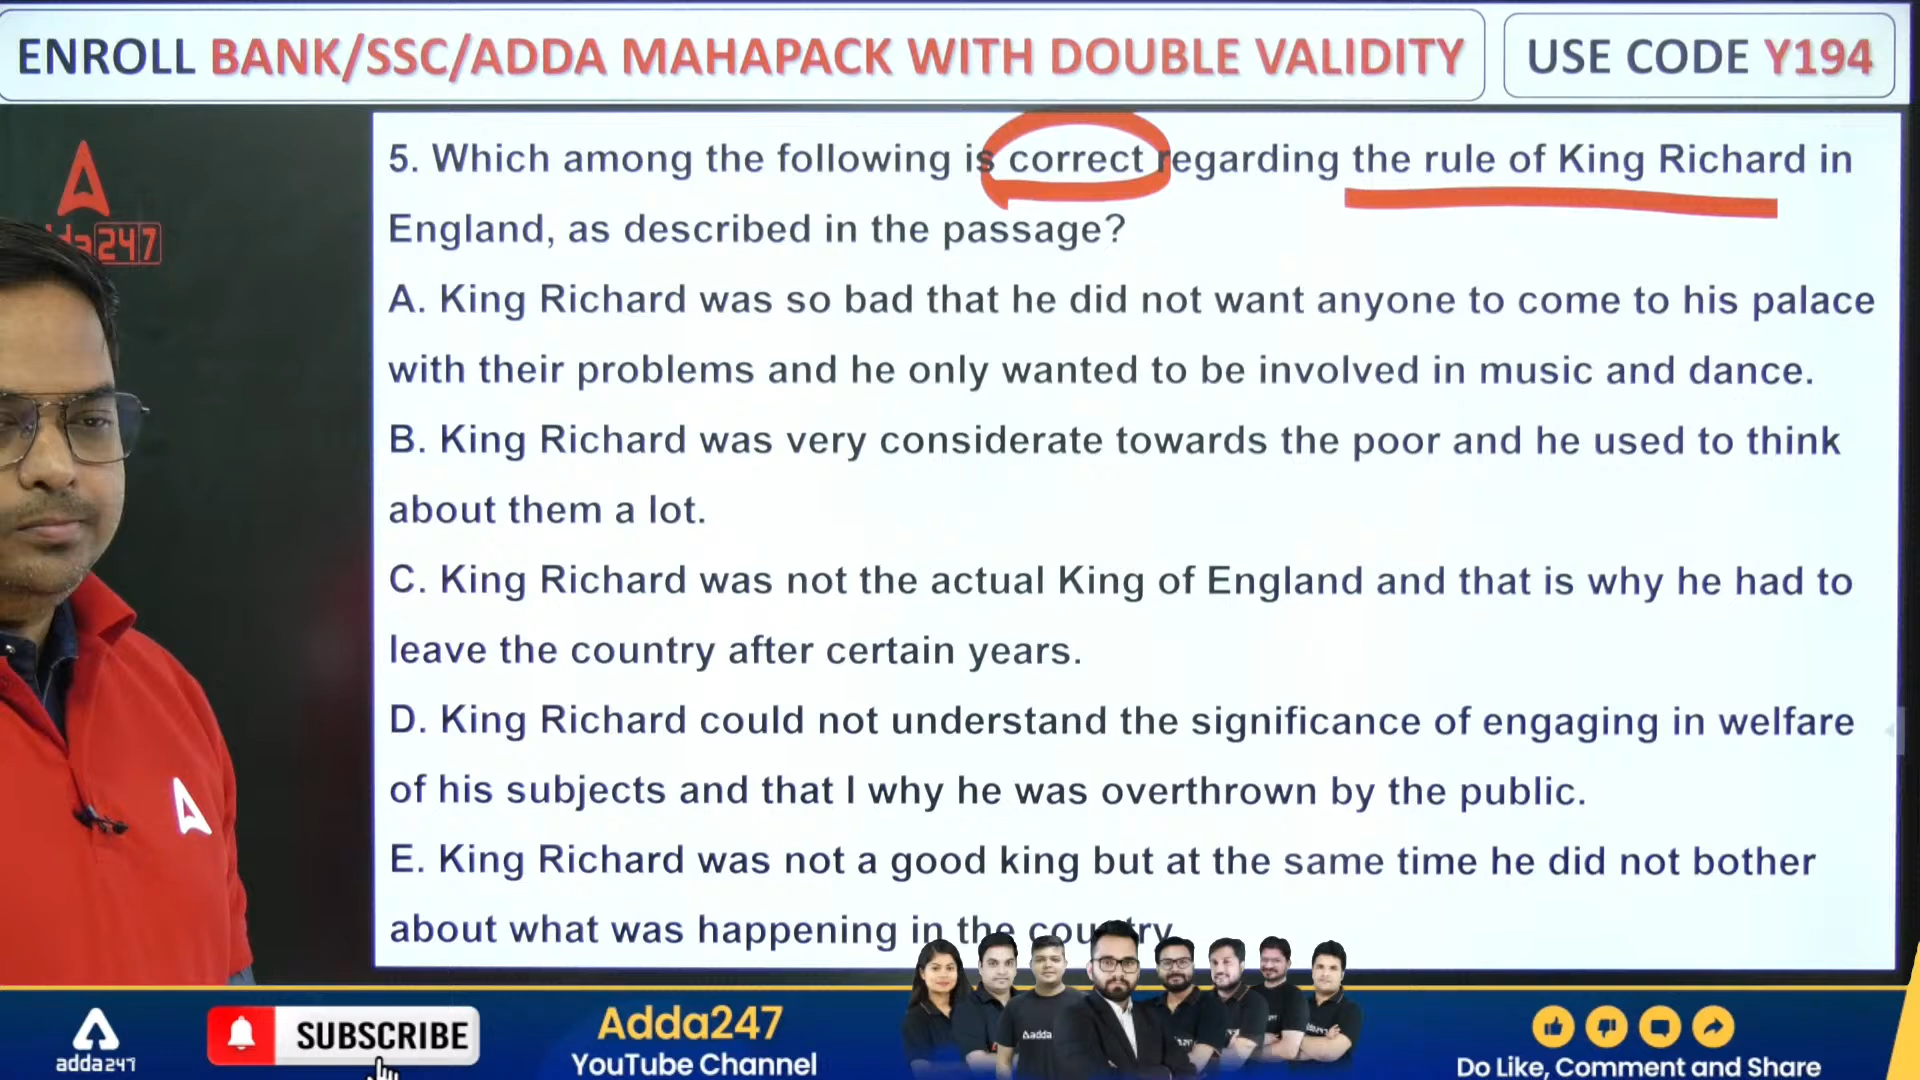 ENROLL BANK/SSC/ADDA MAHAPACK WITH DOUBLE VALIDITY
USE CODE Y194
247
5. Which among the following is correct regarding the rule of King Richard in
England, as described in the passage?
A. King Richard was so bad that he did not want anyone to come to his palace
with their problems and he only wanted to be involved in music and dance.
B. King Richard was very considerate towards the poor and he used to think
about them a lot.
C. King Richard was not the actual King of England and that is why he had to
leave the country after certain years.
D. King Richard could not understand the significance of engaging in welfare
of his subjects and that I why he was overthrown by the public.
E. King Richard was not a good king but at the same time he did not bother
about what was happening in the country
adda247
SUBSCRIBE
Adda247
YouTube Channel
adda
Do Like, Comment and Share